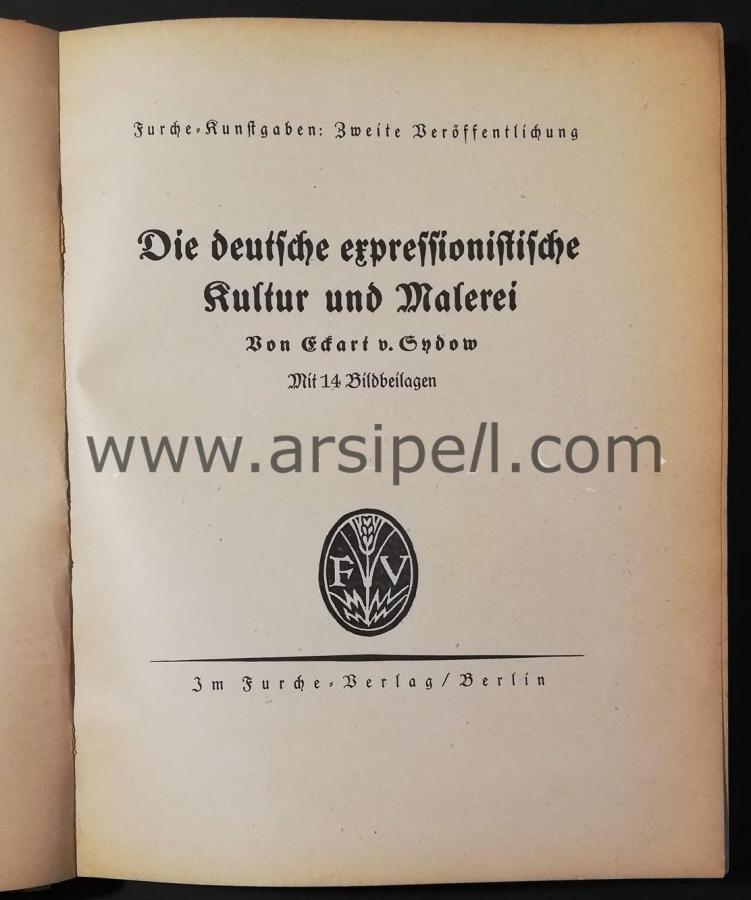 Furche-Kunstgaben: Zweite Veröffentlichung
Die deutsche expressionistische
Kultur und Malerei
Von Eckart v. Sydow
Mit 14 Bildbeilagen
www.arsipell.com
F V
Im Furche-Verlag / Berlin